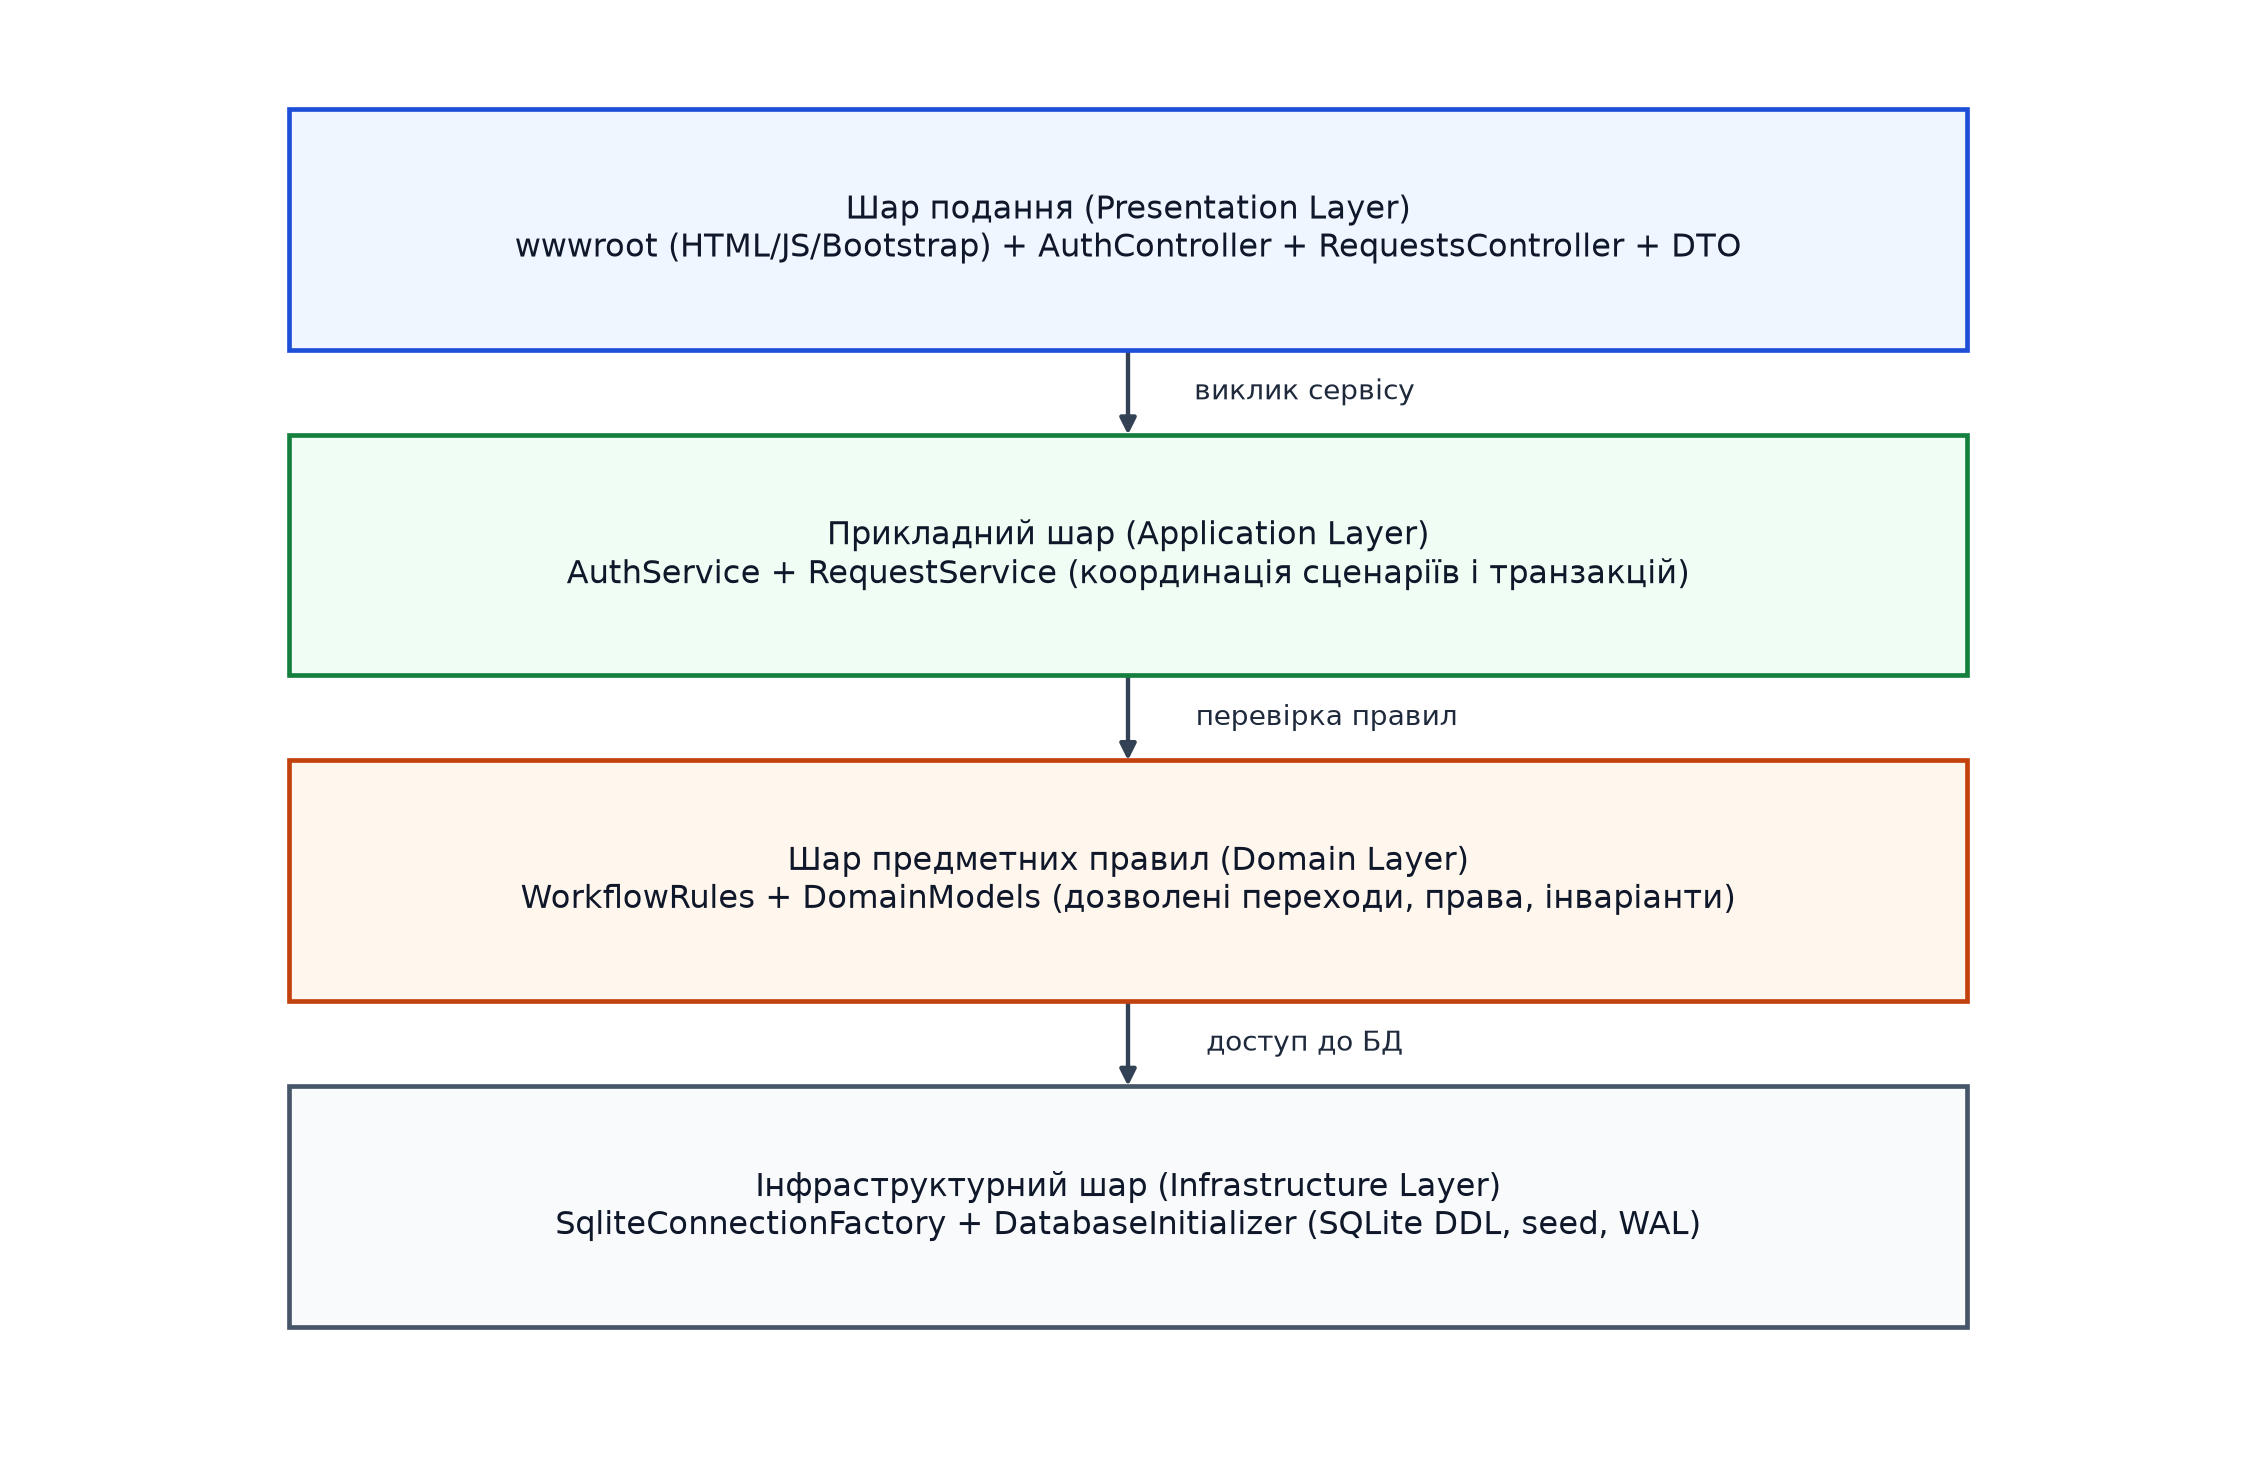 Шар подання (Presentation Layer)
wwwroot (HTML/JS/Bootstrap) + AuthController + RequestsController + DTO
виклик сервісу
Прикладний шар (Application Layer)
AuthService + RequestService (координація сценаріїв і транзакцій)
перевірка правил
Шар предметних правил (Domain Layer)
WorkflowRules + DomainModels (дозволені переходи, права, інваріанти)
доступ до БД
Інфраструктурний шар (Infrastructure Layer)
SqliteConnectionFactory + DatabaseInitializer (SQLite DDL, seed, WAL)